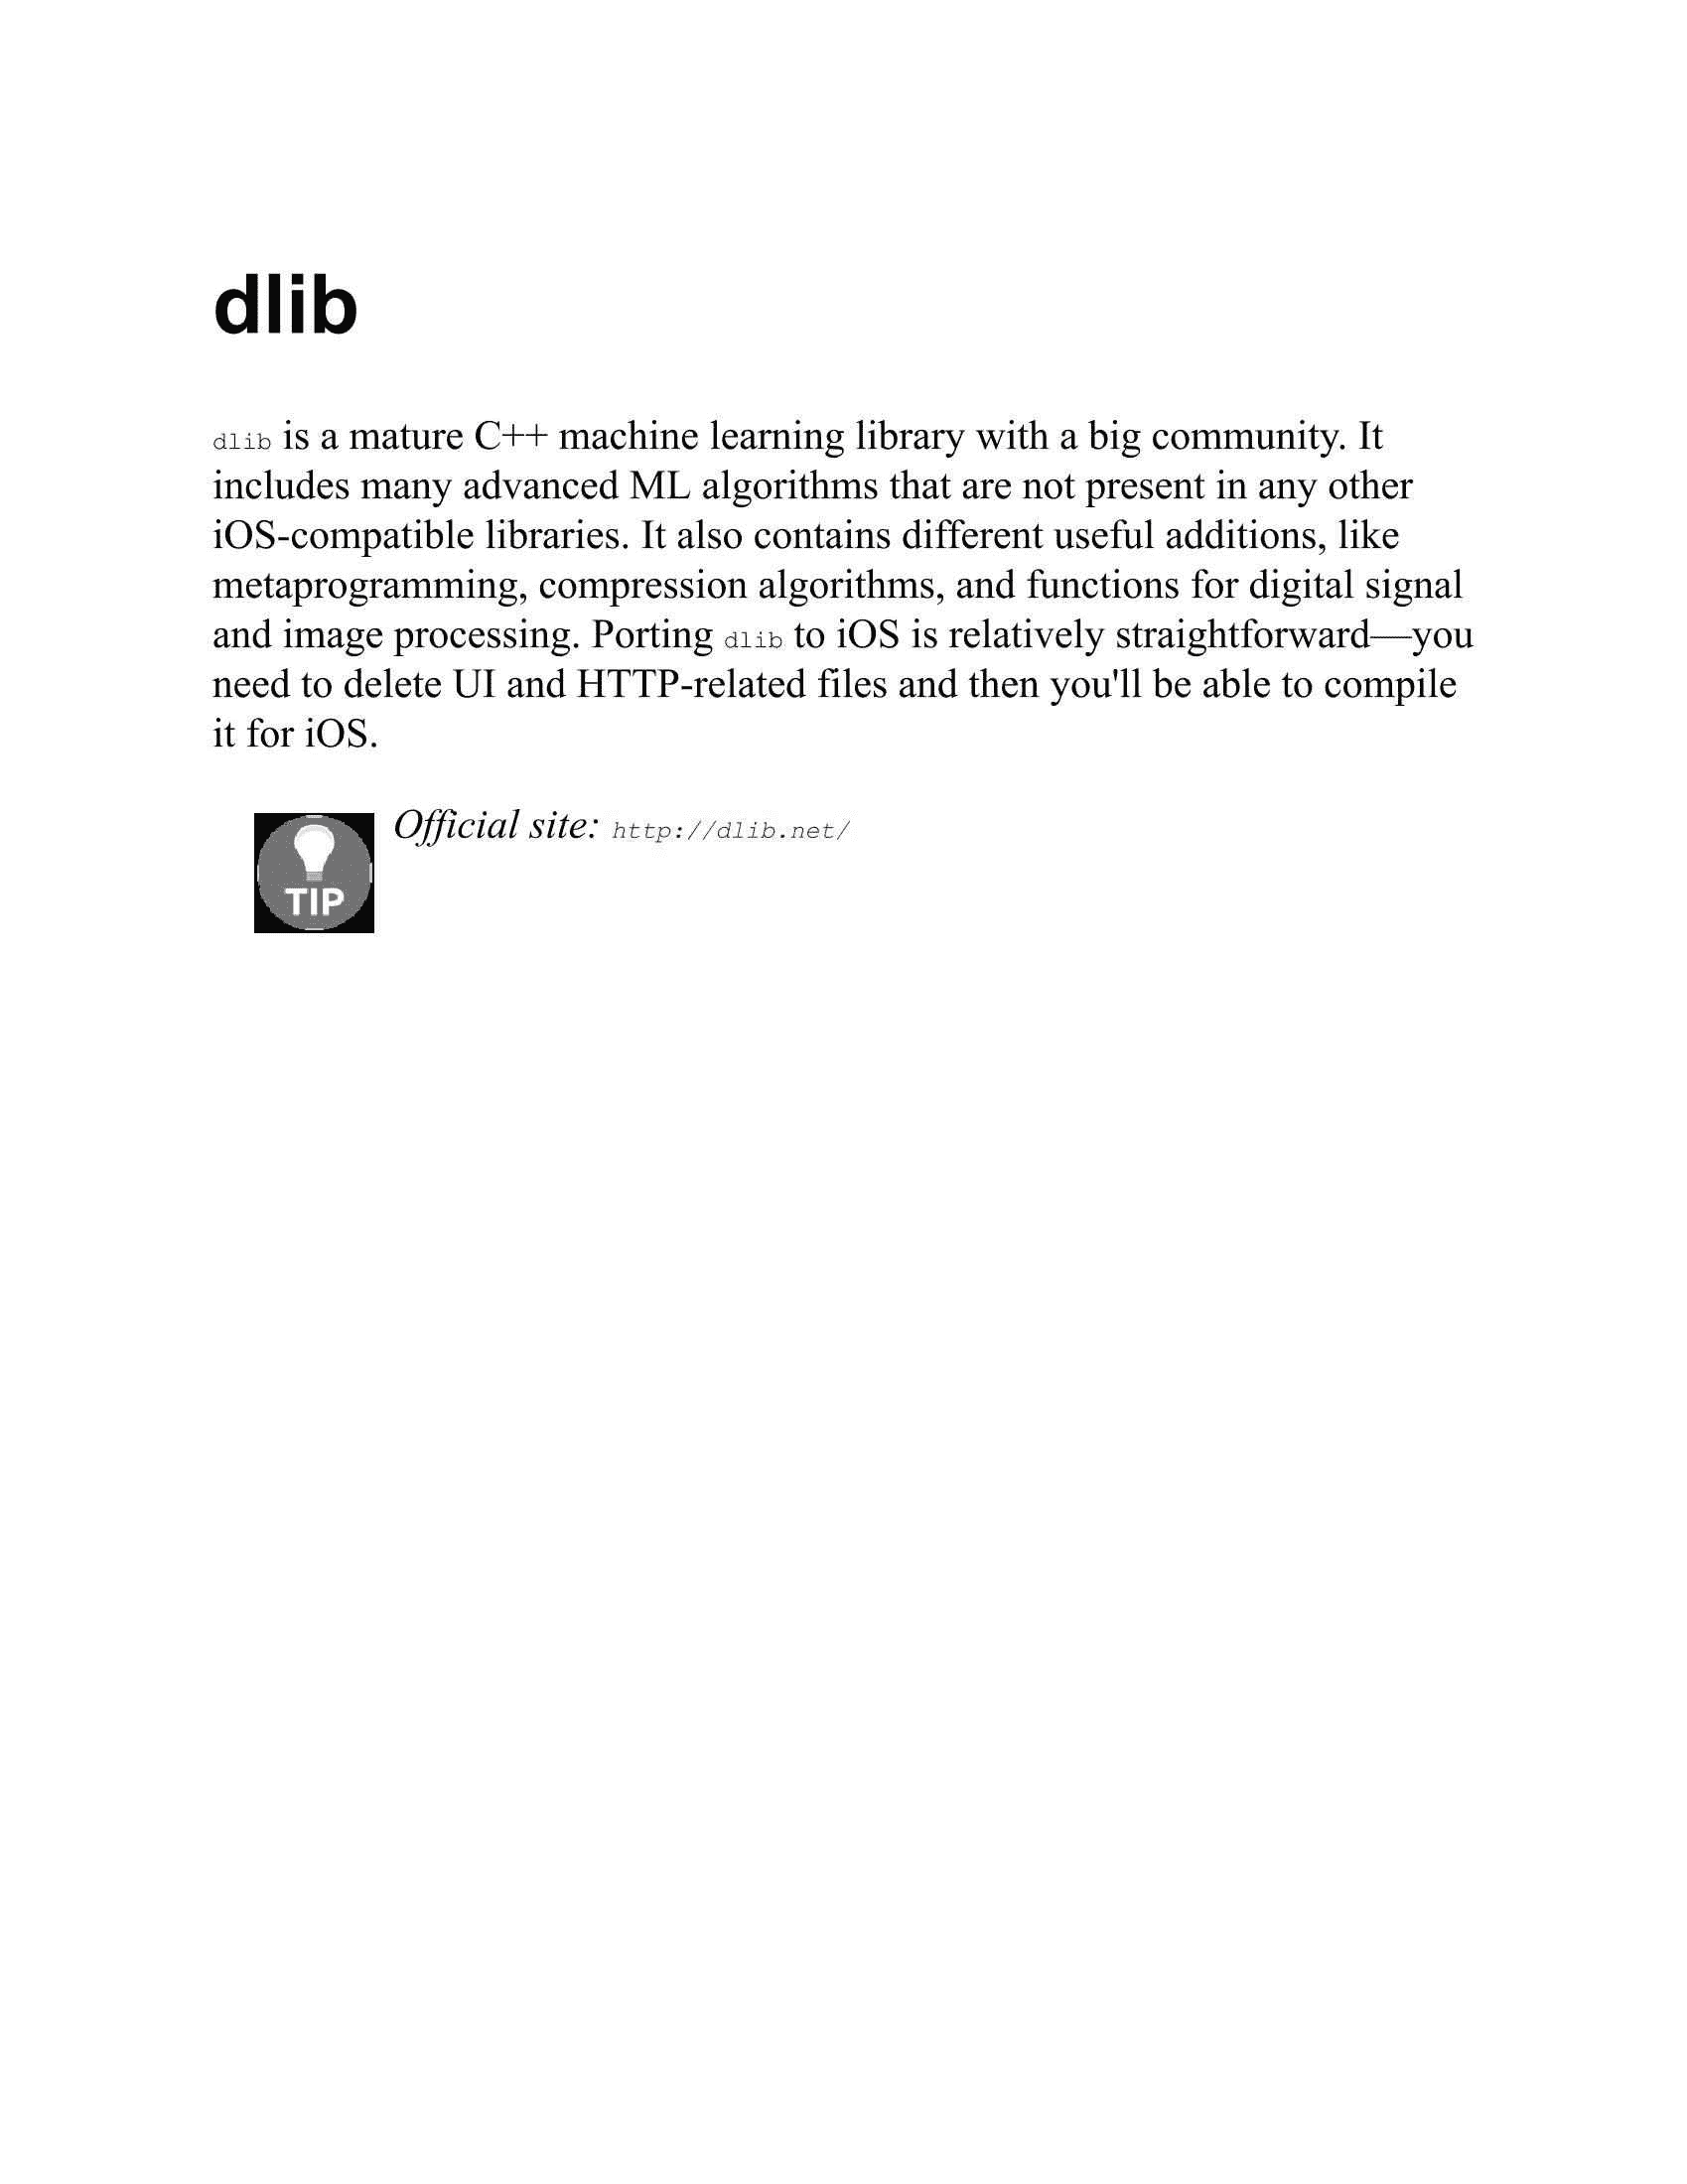 dlib
dlib is a mature C++ machine learning library with a big community. It
includes many advanced ML algorithms that are not present in any other
iOS-compatible libraries. It also contains different useful additions, like
metaprogramming, compression algorithms, and functions for digital signal
and image processing. Porting dlib to iOS is relatively straightforward—you
need to delete UI and HTTP-related files and then you'll be able to compile
it for iOS.
Official site: http://dlib.net/
TIP